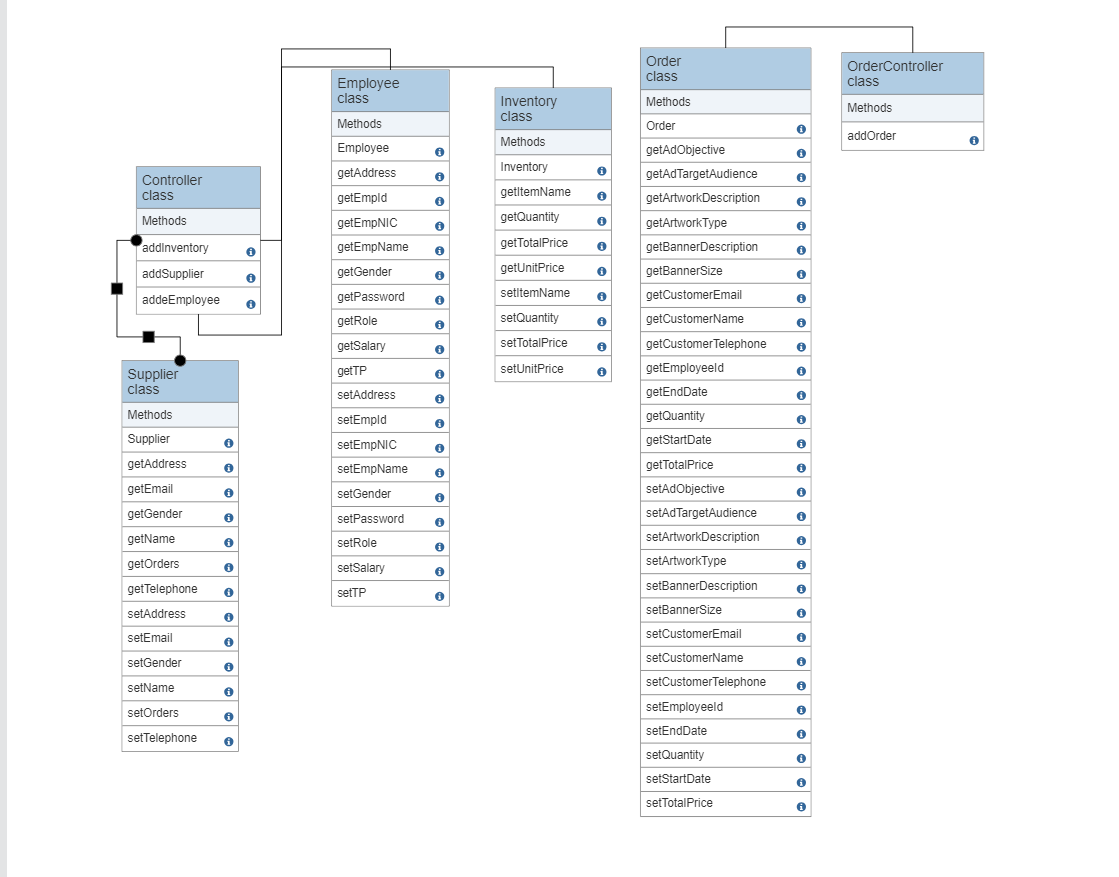 Controller
class
Methods
addInventory
addSupplier
addeEmployee
Supplier
class
Methods
Supplier
getAddress
getEmail
getGender
getName
getOrders
getTelephone
setAddress
setEmail
setGender
setName
setOrders
setTelephone
Employee
class
Methods
Employee
getAddress
getEmpId
getEmpNIC
getEmpName
getGender
getPassword
getRole
getSalary
getTP
setAddress
setEmpId
setEmpNIC
setEmpName
setGender
setPassword
setRole
setSalary
setTP
Inventory
class
Methods
Inventory
getItemName
getQuantity
getTotalPrice
getUnitPrice
setItemName
setQuantity
setTotalPrice
setUnitPrice
Order
class
Methods
Order
getAdObjective
getAdTargetAudience
getArtworkDescription
getArtworkType
getBannerDescription
getBannerSize
getCustomerEmail
getCustomerName
getCustomerTelephone
getEmployeeId
getEndDate
getQuantity
getStartDate
getTotalPrice
setAdObjective
setAdTargetAudience
setArtworkDescription
setArtworkType
setBannerDescription
setBannerSize
setCustomerEmail
setCustomerName
setCustomerTelephone
setEmployeeId
setEndDate
setQuantity
setStartDate
setTotalPrice
OrderController
class
Methods
addOrder